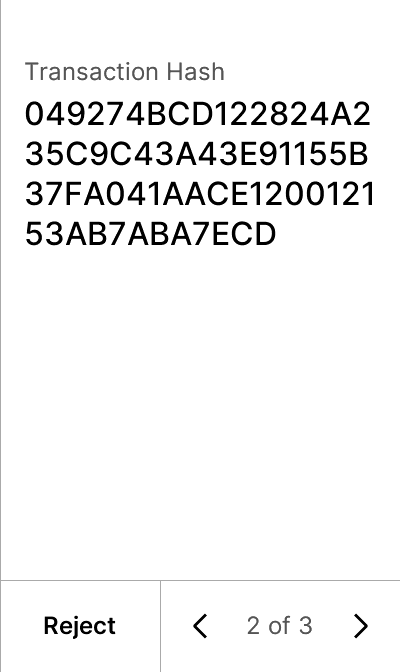 Transaction Hash
049274BCD122824A2
35C9C43A43E91155B
37FA041AACE1200121
53AB7ABA7ECD
Reject
2 of 3